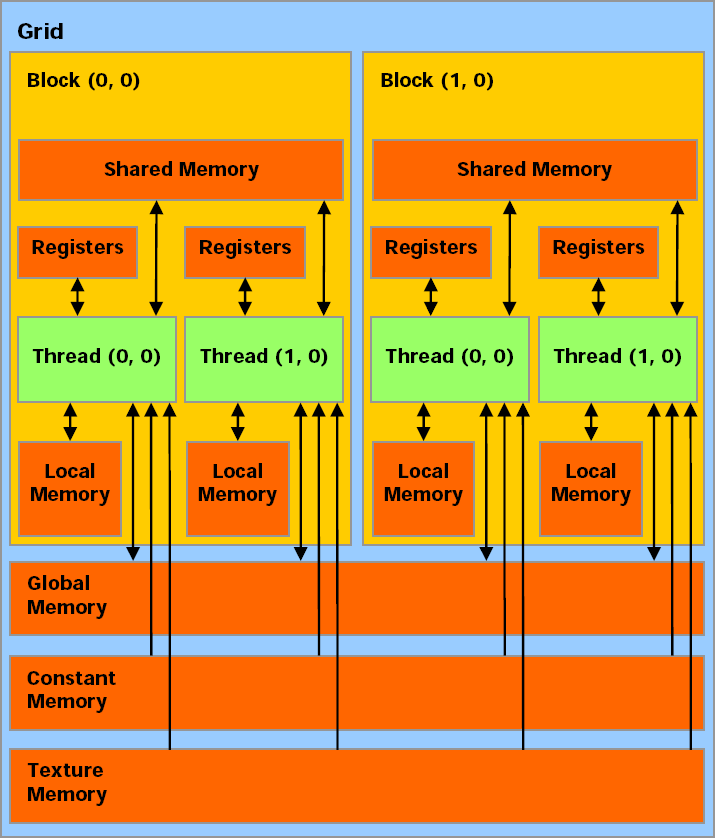 Grid
Block (0, 0)
Block (1, 0)
Shared Memory
Shared Memory
Registers
Registers
Registers
Registers
Thread (0, 0)
Thread (1, 0)
Thread (0, 0)
Thread (1, 0)
Local
Memory
Local
Memory
Local
Memory
Local
Memory
Global
Memory
Constant
Memory
Texture
Memory